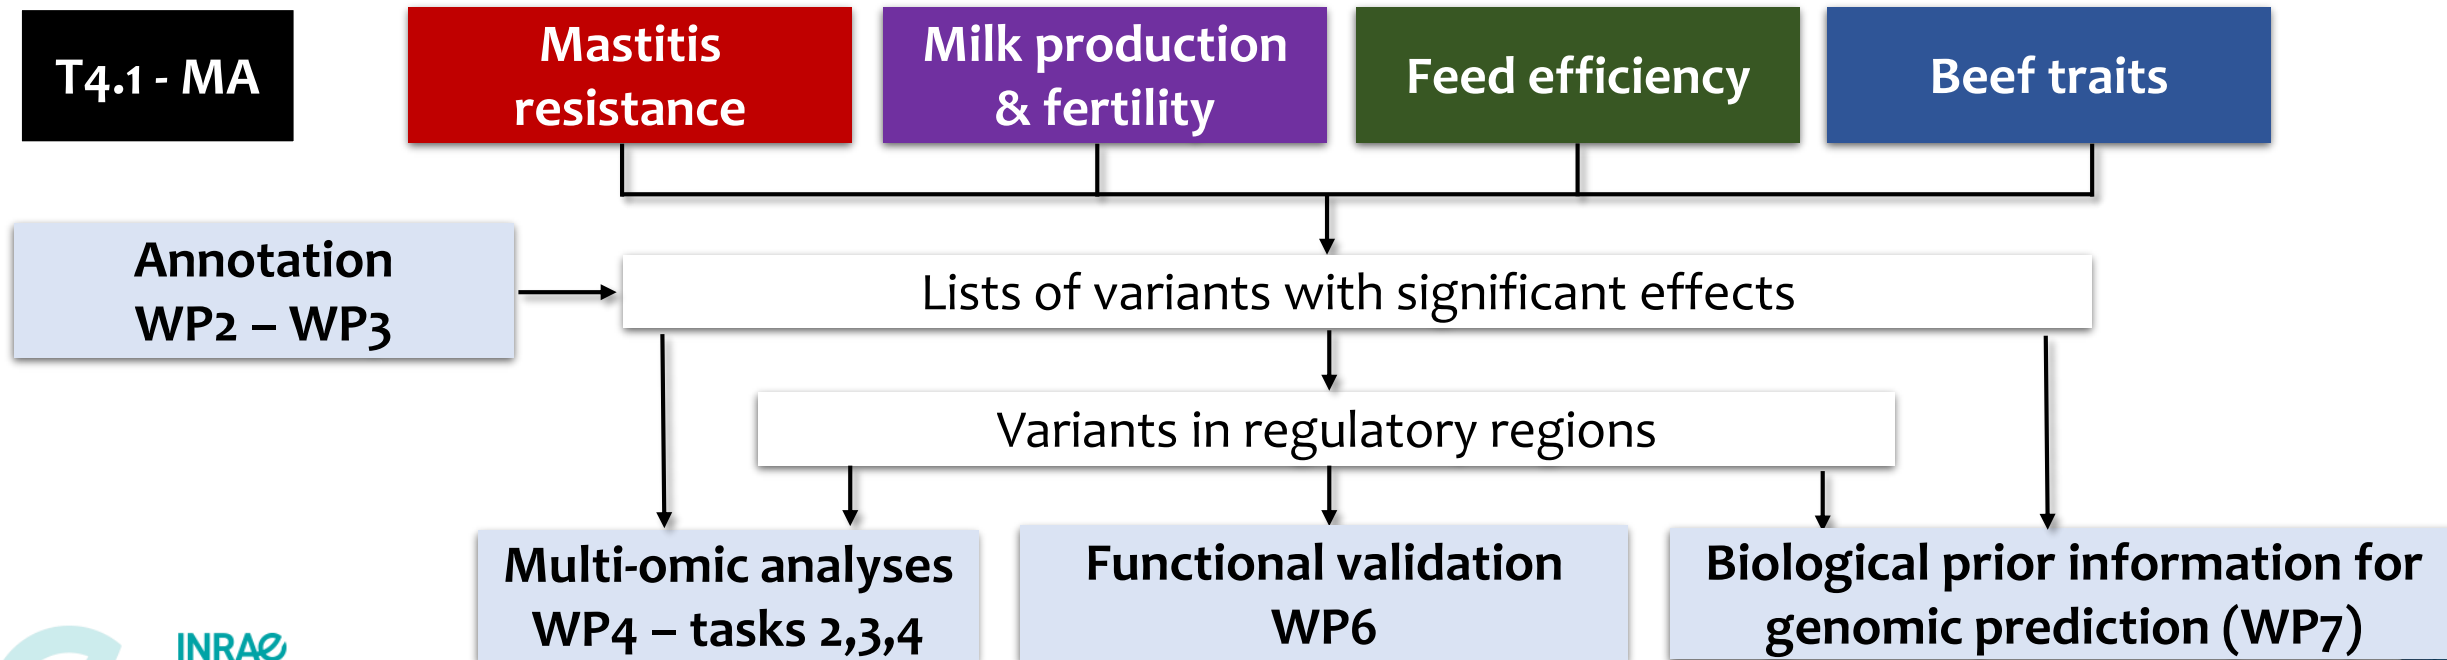 T4.1 - MA
Mastitis
resistance
Milk production
& fertility
Feed efficiency
Beef traits
Annotation
WP2 – WP3
Lists of variants with significant effects
Variants in regulatory regions
Multi-omic analyses
WP4 – tasks 2,3,4
Functional validation
WP6
Biological prior information for
genomic prediction (WP7)
INRAE